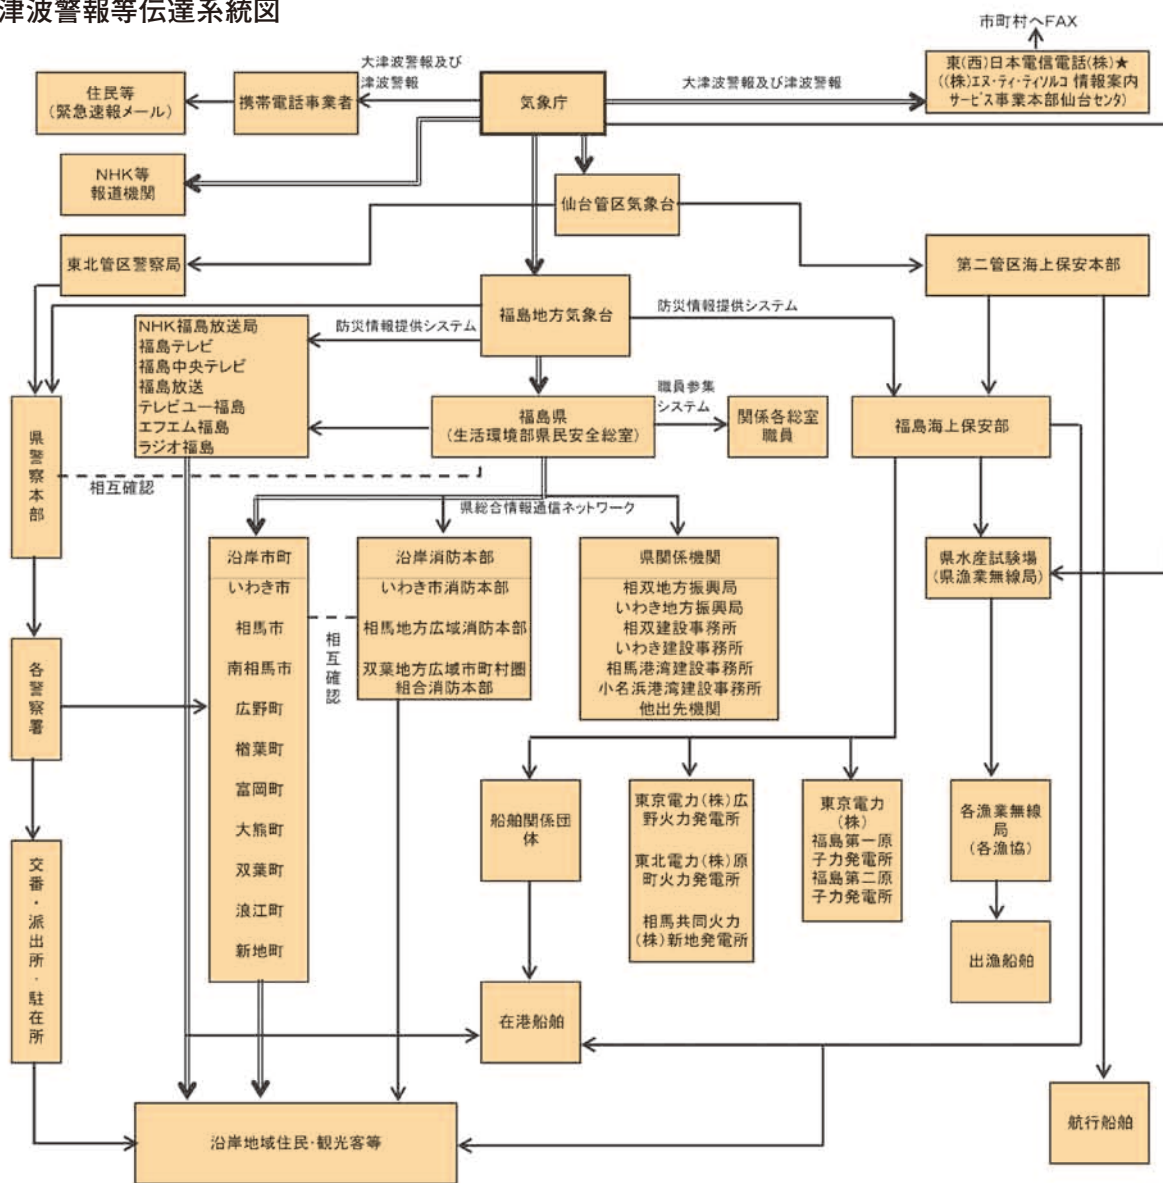 津波警報等伝達系統図
市町村へFAX
東(西)日本電信電話(株)★
((株)エヌ・ティ・ティソルコ 情報案内
サービス事業本部仙台センタ)
大津波警報及び
津波警報
大津波警報及び津波警報
住民等
(緊急速報メール)
携帯電話事業者
気象庁
NHK等
報道機関
仙台管区気象台
東北管区警察局
第二管区海上保安本部
福島地方気象台
防災情報提供システム
防災情報提供システム
NHK福島放送局
福島テレビ
福島中央テレビ
福島放送
テレビユー福島
エフエム福島
ラジオ福島
職員参集
システム
福島県
(生活環境部県民安全総室)
関係各総室
職員
福島海上保安部
県警察本部
相互確認
県総合情報通信ネットワーク
沿岸市町
いわき市
相馬市
南相馬市
広野町
楢葉町
富岡町
大熊町
双葉町
浪江町
新地町
相互確認
沿岸消防本部
いわき市消防本部
相馬地方広域消防本部
双葉地方広域市町村圏
組合消防本部
県関係機関
相双地方振興局
いわき地方振興局
相双建設事務所
いわき建設事務所
相馬港湾建設事務所
小名浜港湾建設事務所
他出先機関
県水産試験場
(県漁業無線局)
各警察署
船舶関係団
体
東京電力(株)広
野火力発電所
東北電力(株)原
町火力発電所
相馬共同火力
(株)新地発電所
東京電力
(株)
福島第一原
子力発電所
福島第二原
子力発電所
各漁業無線
局
(各漁協)
交番・派出所・駐在所
出漁船舶
在港船舶
航行船舶
沿岸地域住民・観光客等